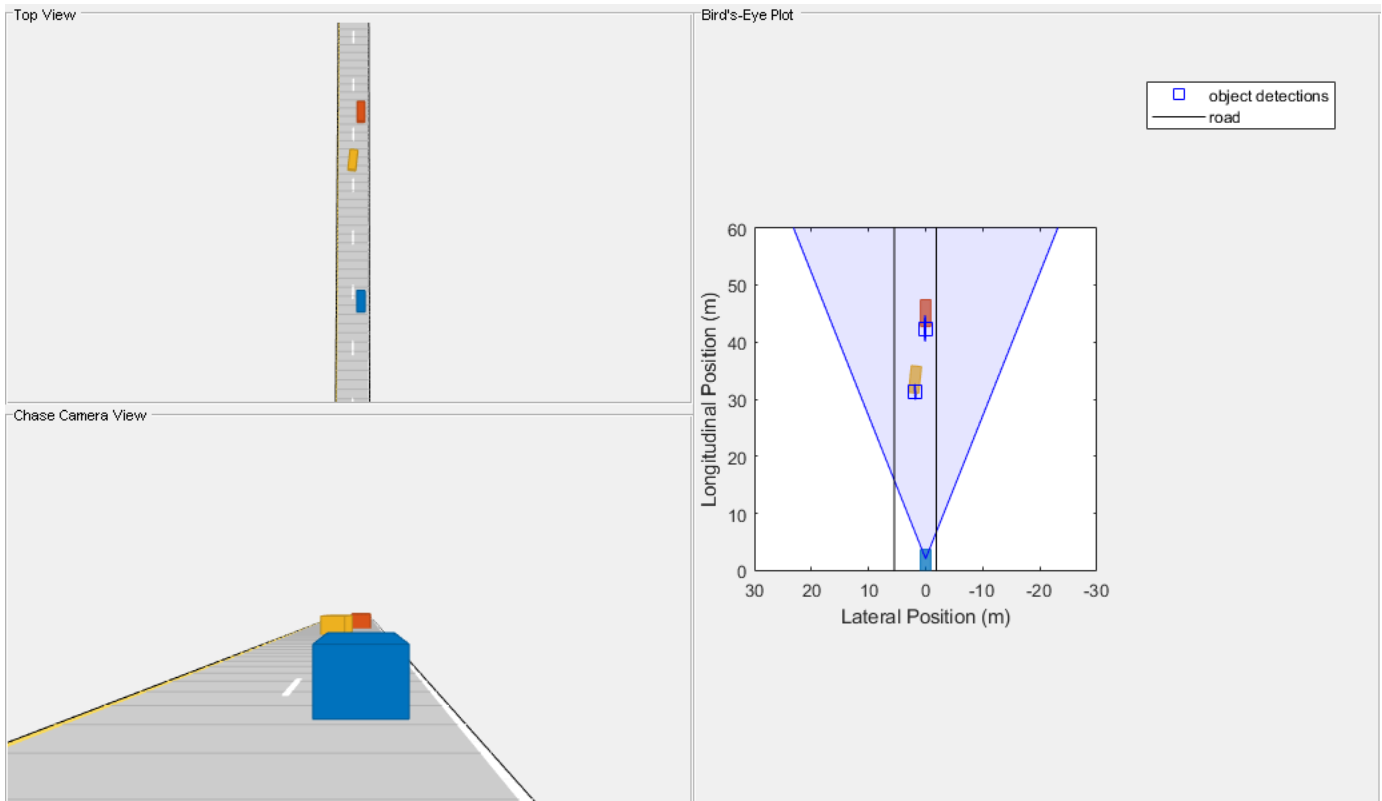 Top View
Bird's-Eye Plot
object detections
road
60
50
40
30
20
10
0
30 20 10 0 -10 -20 -30
Longitudinal Position (m)
Lateral Position (m)
Chase Camera View